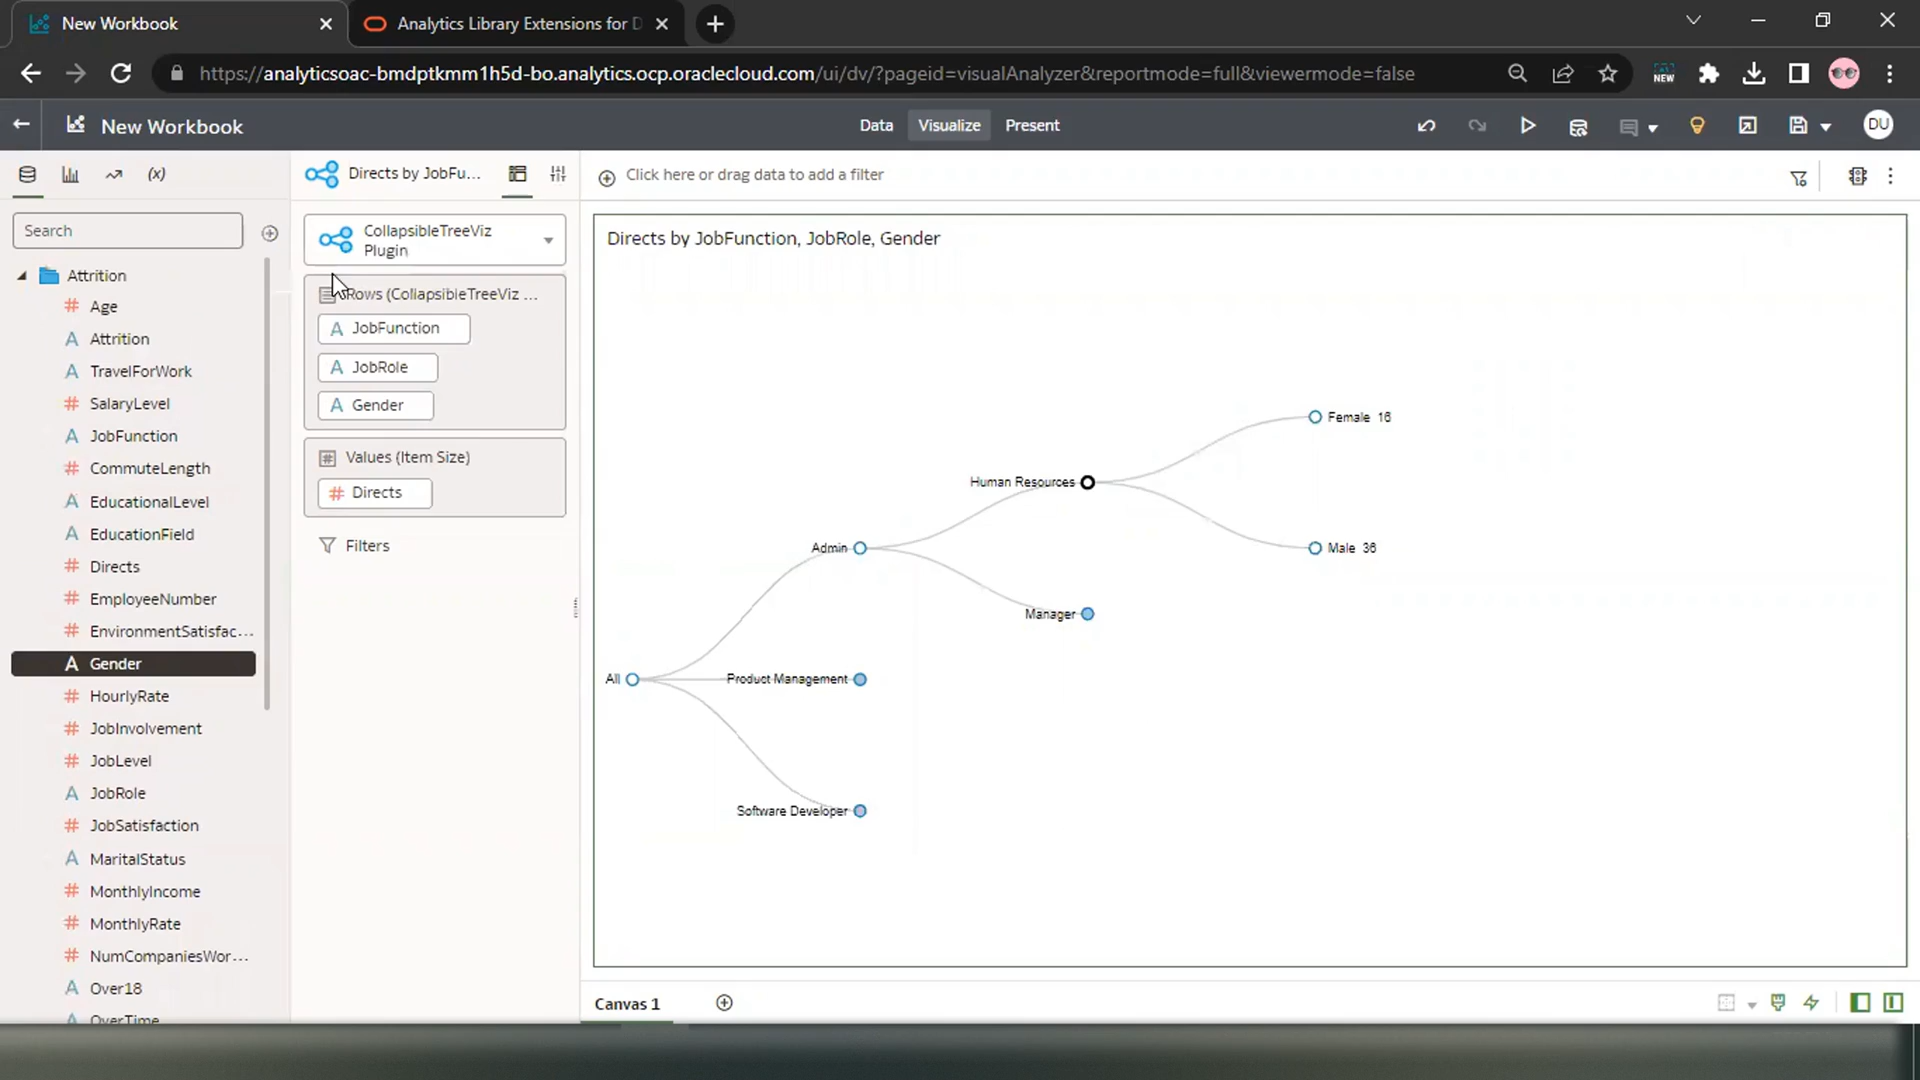 New Workbook
Analytics Library Extensions for D
https://analyticsoac-bmdptkmm1h5d-bo.analytics.ocp.oraclecloud.com/ui/dv/?pageid=visualAnalyzer&reportmode=full&viewermode=false
NEW
New Workbook
Data
Visualize
Present
DU
(x)
Directs by JobFu...
Click here or drag data to add a filter
Search
Attrition
# Age
A Attrition
A TravelForWork
# SalaryLevel
A JobFunction
# CommuteLength
A EducationalLevel
A EducationField
# Directs
# EmployeeNumber
# EnvironmentSatisfac...
A Gender
# HourlyRate
# JobInvolvement
# JobLevel
A JobRole
# JobSatisfaction
A MaritalStatus
# MonthlyIncome
# MonthlyRate
# NumCompaniesWor...
A Over18
OverTime
CollapsibleTreeViz
Plugin
Rows (CollapsibleTreeViz ...
A JobFunction
A JobRole
A Gender
# Values (Item Size)
# Directs
Filters
Directs by JobFunction, JobRole, Gender
Female 16
Human Resources
Admin
Male 36
Manager
All
Product Management
Software Developer
Canvas 1